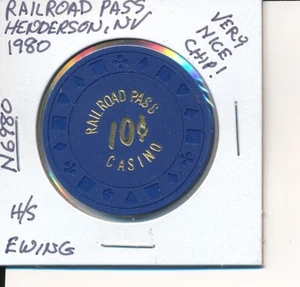 RAILROAD PASS
HENDERSON, NV
1980
VERY
NICE
CHIP!
N6980
RAILROAD PASS
10¢
CASINO
H/S
EWING